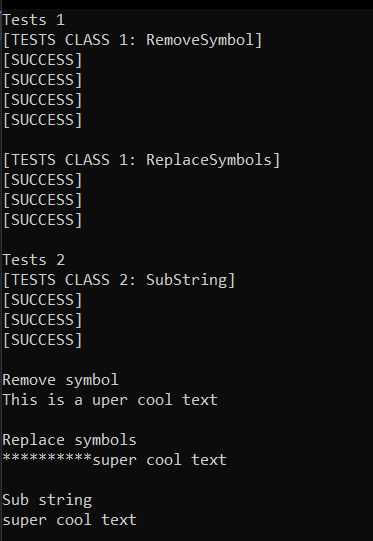 Tests 1
[TESTS CLASS 1: RemoveSymbol]
[SUCCESS]
[SUCCESS]
[SUCCESS]
[SUCCESS]
[TESTS CLASS 1: ReplaceSymbols]
[SUCCESS]
[SUCCESS]
[SUCCESS]
Tests 2
[TESTS CLASS 2: SubString]
[SUCCESS]
[SUCCESS]
[SUCCESS]
Remove symbol
This is a uper cool text
Replace symbols
**********super cool text
Sub string
super cool text